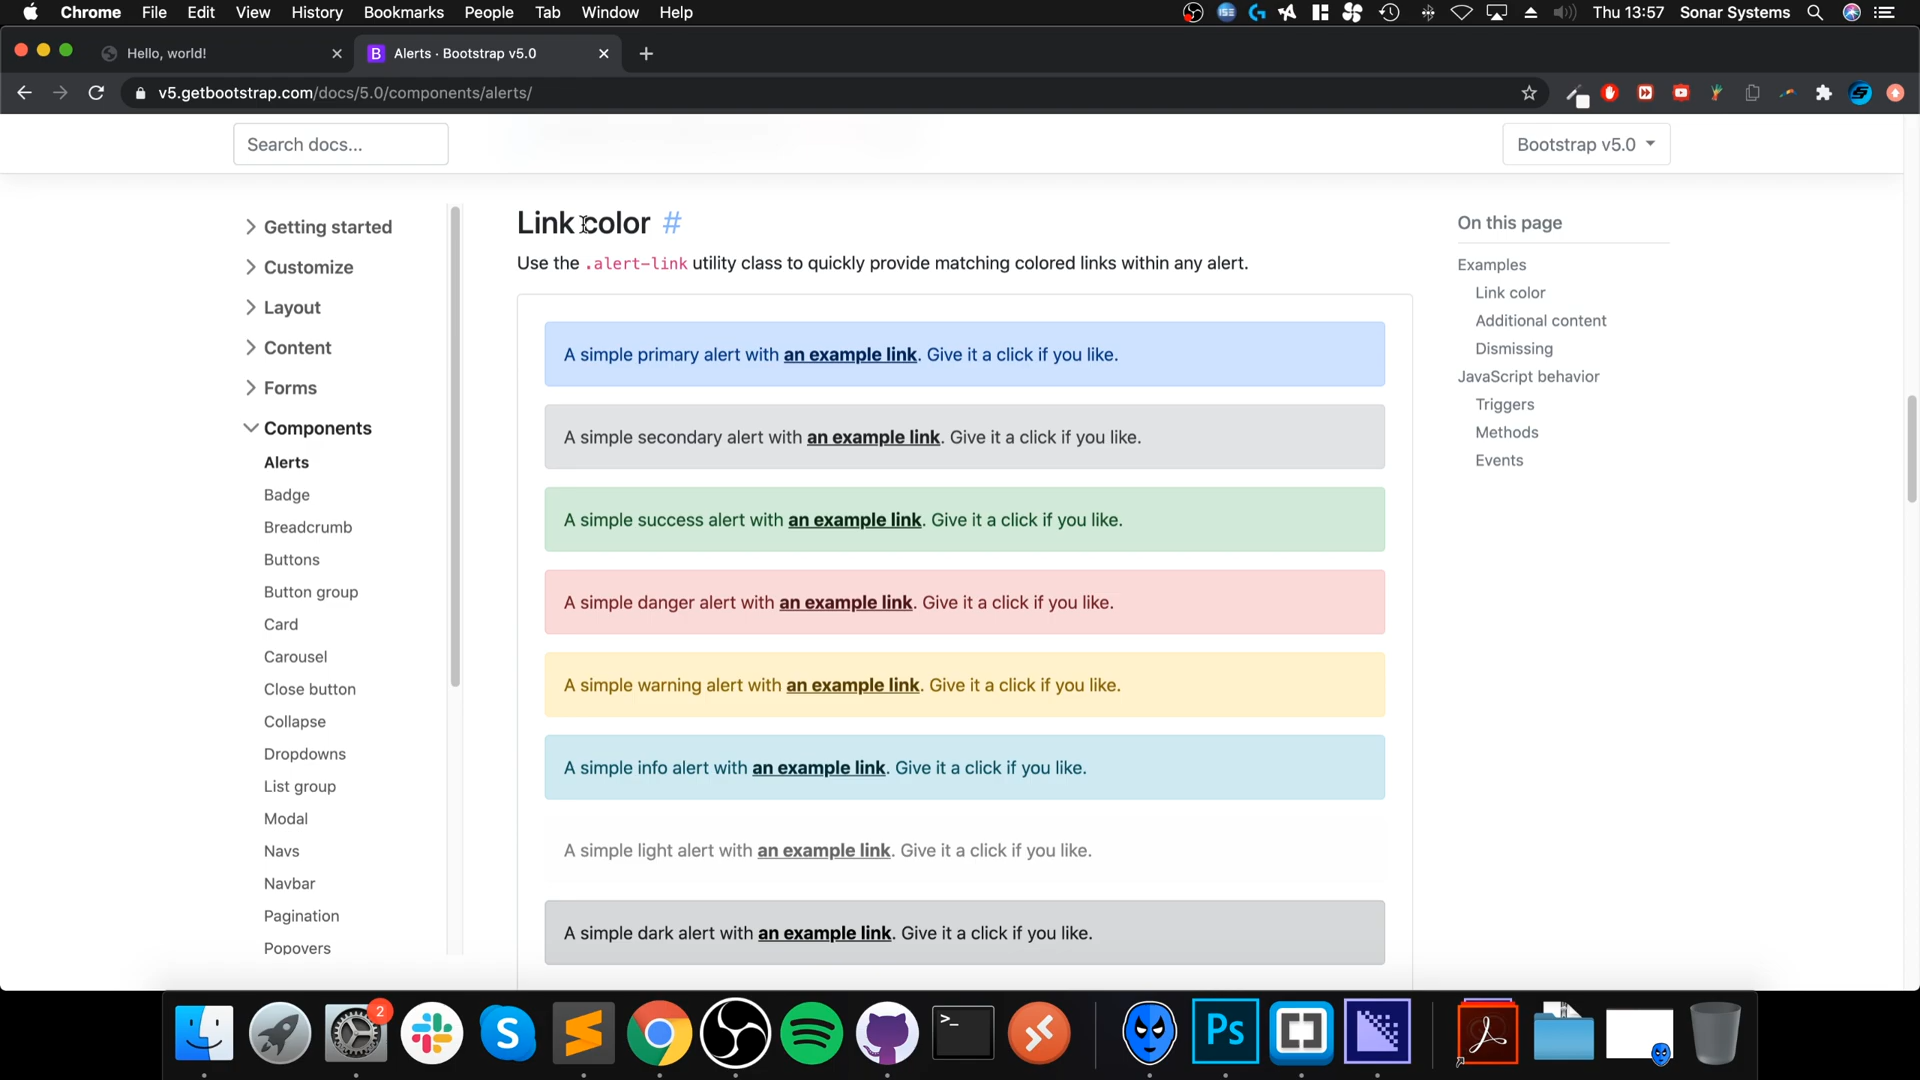 Chrome File Edit View History Bookmarks People Tab Window Help
ISE
Thu 13:57 Sonar Systems
Hello, world!
B Alerts · Bootstrap v5.0
v5.getbootstrap.com/docs/5.0/components/alerts/
Search docs...
Bootstrap v5.0
Getting started
Customize
Layout
Content
Forms
Components
Alerts
Badge
Breadcrumb
Buttons
Button group
Card
Carousel
Close button
Collapse
Dropdowns
List group
Modal
Navs
Navbar
Pagination
Popovers
Link color #
Use the .alert-link utility class to quickly provide matching colored links within any alert.
A simple primary alert with an example link. Give it a click if you like.
A simple secondary alert with an example link. Give it a click if you like.
A simple success alert with an example link. Give it a click if you like.
A simple danger alert with an example link. Give it a click if you like.
A simple warning alert with an example link. Give it a click if you like.
A simple info alert with an example link. Give it a click if you like.
A simple light alert with an example link. Give it a click if you like.
A simple dark alert with an example link. Give it a click if you like.
On this page
Examples
Link color
Additional content
Dismissing
JavaScript behavior
Triggers
Methods
Events
2
S
>_
Ps